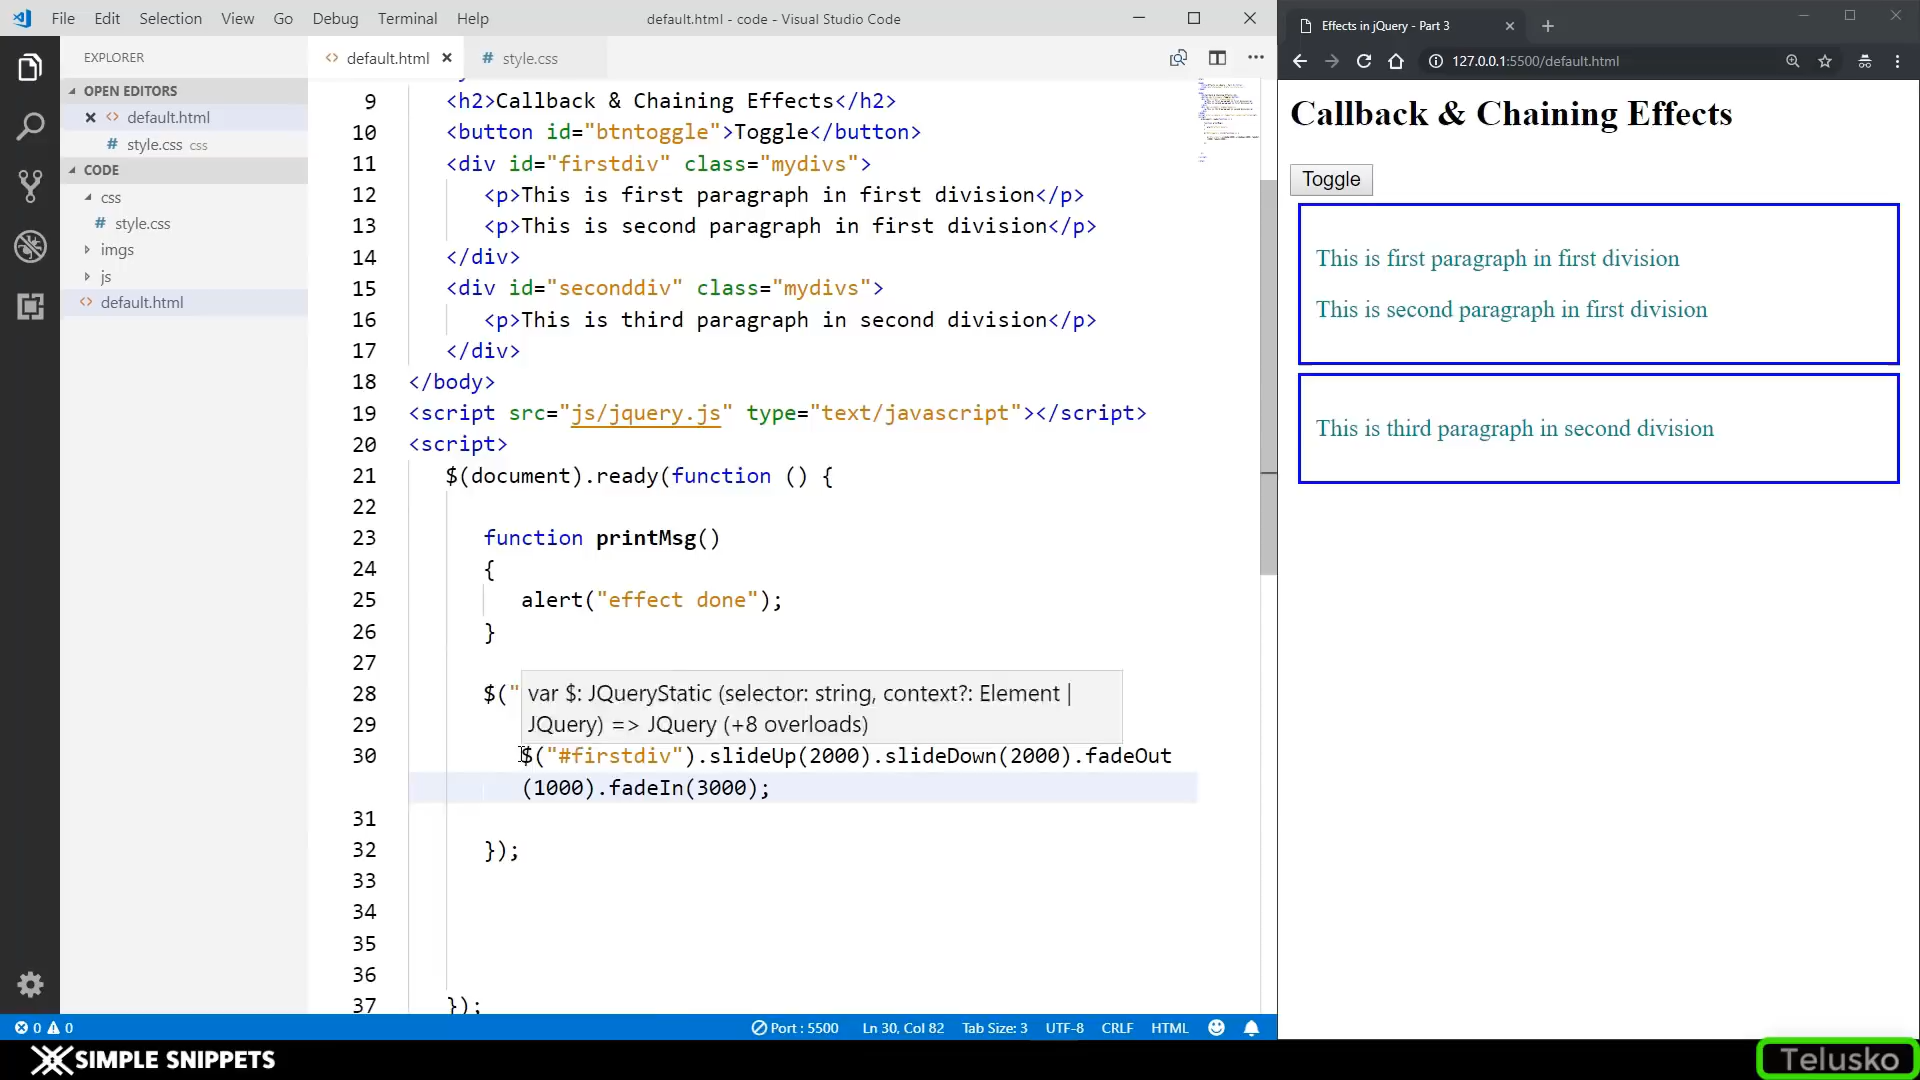 File Edit Selection View Go Debug Terminal Help
default.html - code - Visual Studio Code
EXPLORER
OPEN EDITORS
default.html
style.css css
CODE
css
style.css
imgs
js
default.html
default.html
style.css
9 <h2>Callback & Chaining Effects</h2>
10 <button id="btntoggle">Toggle</button>
11 <div id="firstdiv" class="mydivs">
12 <p>This is first paragraph in first division</p>
13 <p>This is second paragraph in first division</p>
14 </div>
15 <div id="seconddiv" class="mydivs">
16 <p>This is third paragraph in second division</p>
17 </div>
18 </body>
19 <script src="js/jquery.js" type="text/javascript"></script>
20 <script>
21 $(document).ready(function () {
22
23 function printMsg()
24 {
25 alert("effect done");
26 }
27
28 $("
var $: JQueryStatic (selector: string, context?: Element |
JQuery) => JQuery (+8 overloads)
29
30 $("#firstdiv").slideUp(2000).slideDown(2000).fadeOut
(1000).fadeIn(3000);
31
32 });
33
34
35
36
37 });
0 0
Port : 5500 Ln 30, Col 82 Tab Size: 3 UTF-8 CRLF HTML
Effects in jQuery - Part 3
127.0.0.1:5500/default.html
Callback & Chaining Effects
Toggle
This is first paragraph in first division
This is second paragraph in first division
This is third paragraph in second division
SIMPLE SNIPPETS
Telusko